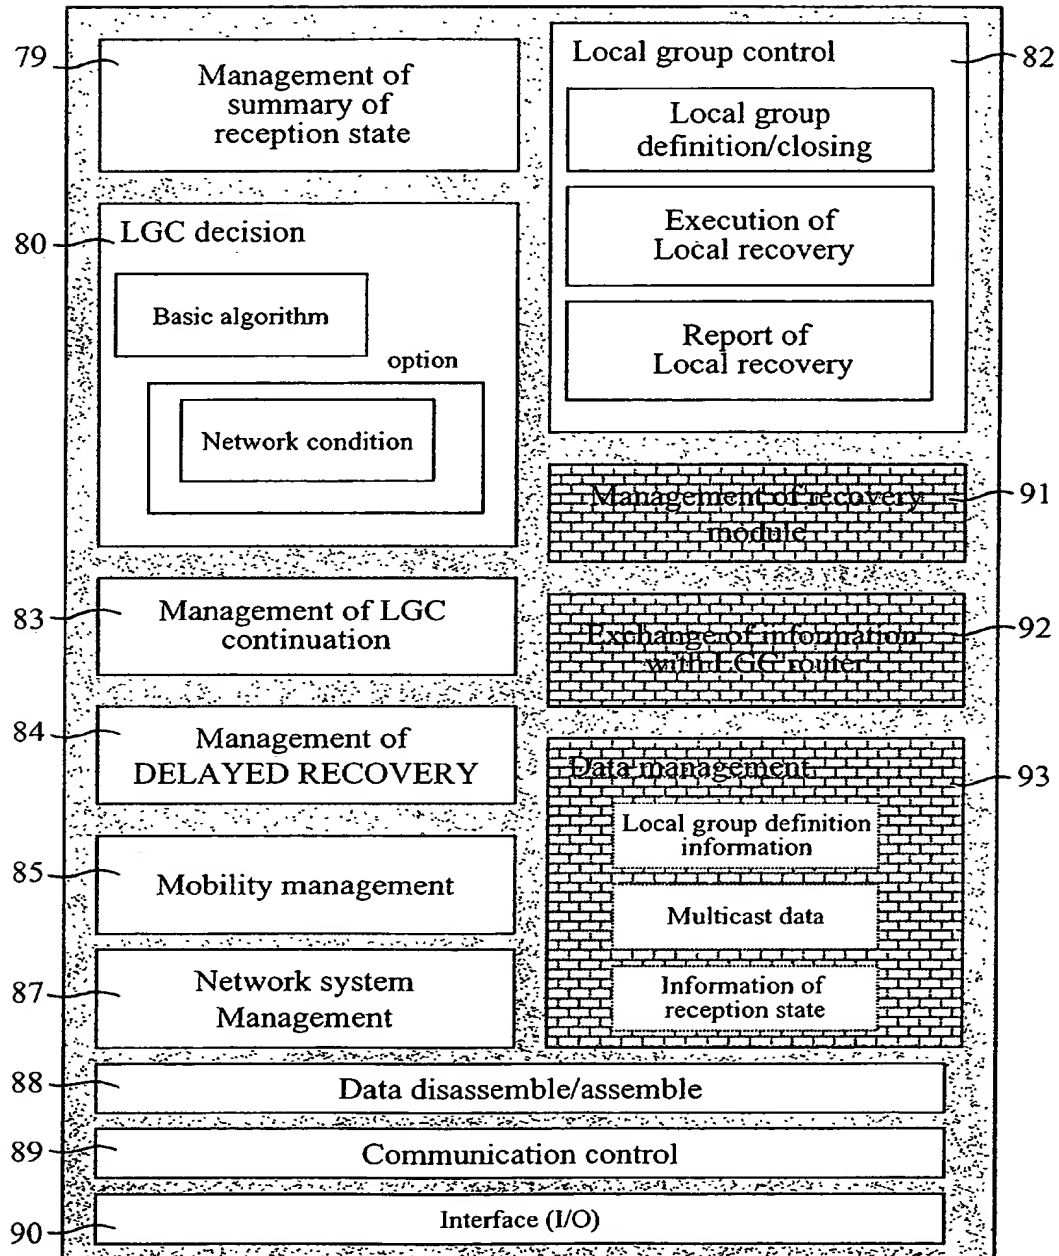 79
Management of
summary of
reception state
80
LGC decision
Basic algorithm
option
Network condition
83
Management of LGC
continuation
84
Management of
DELAYED RECOVERY
85
Mobility management
87
Network system
Management
Local group control
82
Local group
definition/closing
Execution of
Local recovery
Report of
Local recovery
Management of recovery
module
91
Exchange of information
with LGC router
92
Data management
93
Local group definition
information
Multicast data
Information of
reception state
88
Data disassemble/assemble
89
Communication control
90
Interface (I/O)